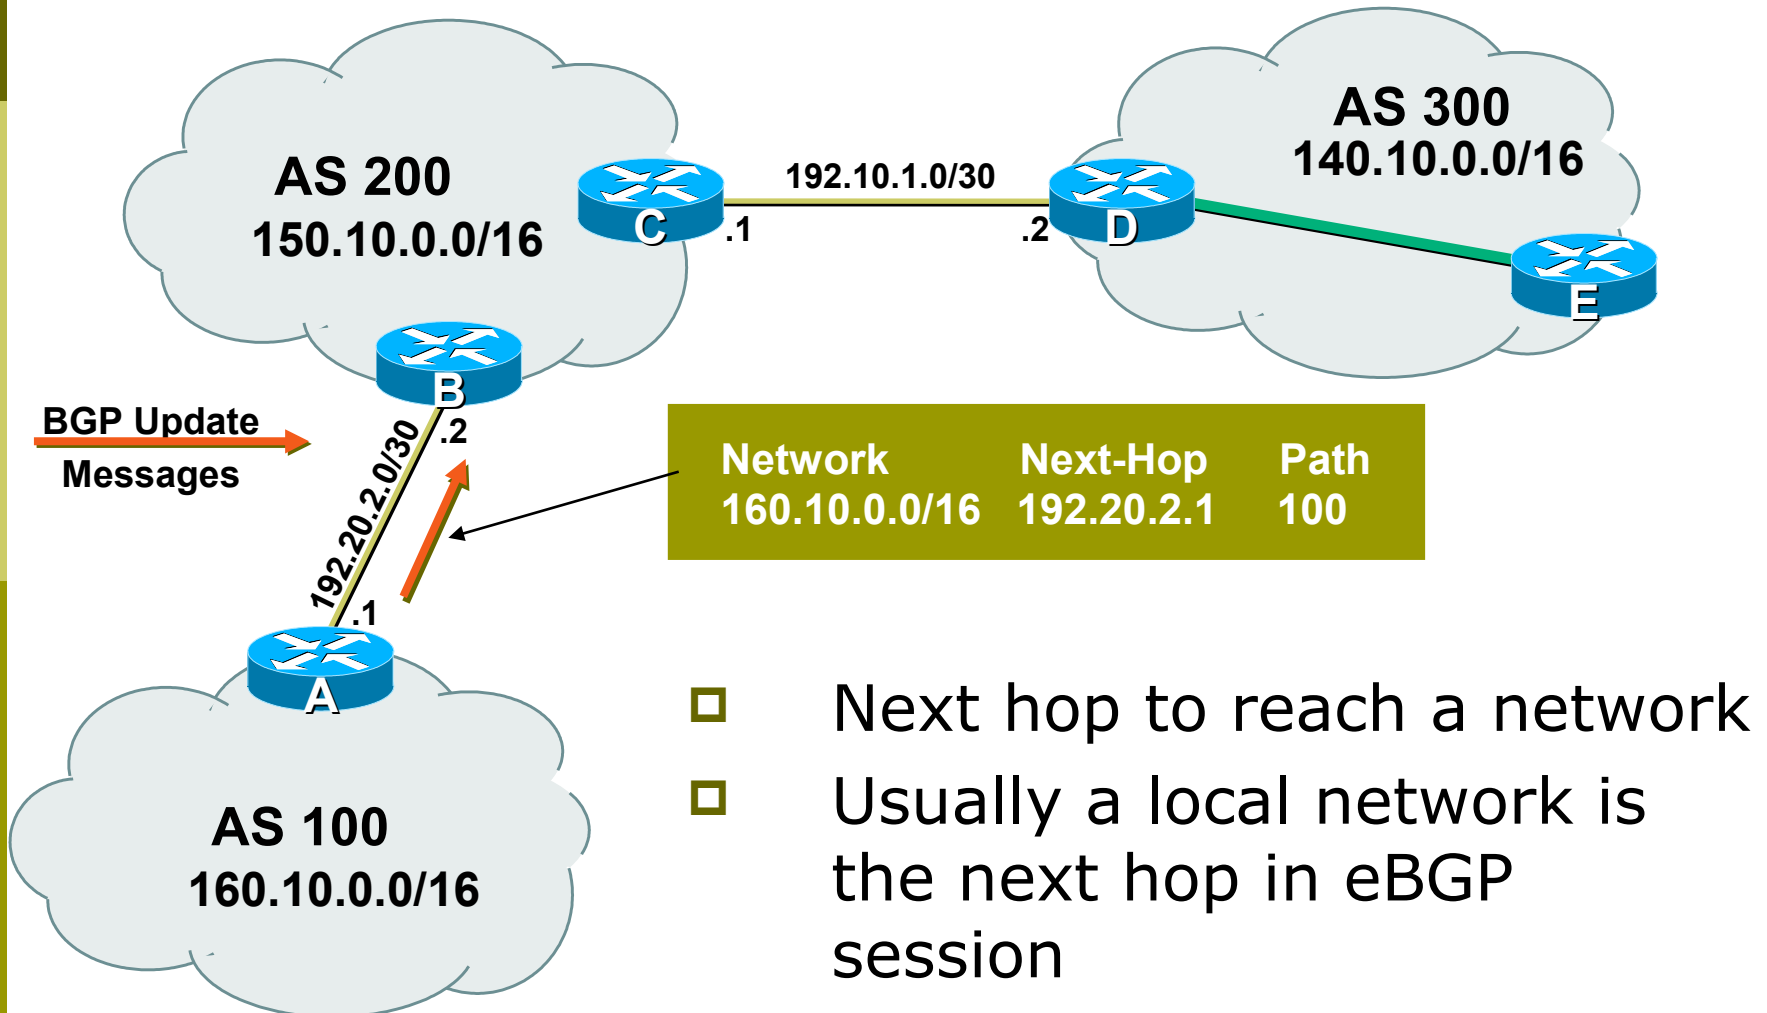 AS 200
150.10.0.0/16
C
.1
192.10.1.0/30
.2
D
AS 300
140.10.0.0/16
E
B
.2
BGP Update
Messages
192.20.2.0/30
.1
A
Network Next-Hop Path
160.10.0.0/16 192.20.2.1 100
AS 100
160.10.0.0/16
Next hop to reach a network
Usually a local network is
the next hop in eBGP
session